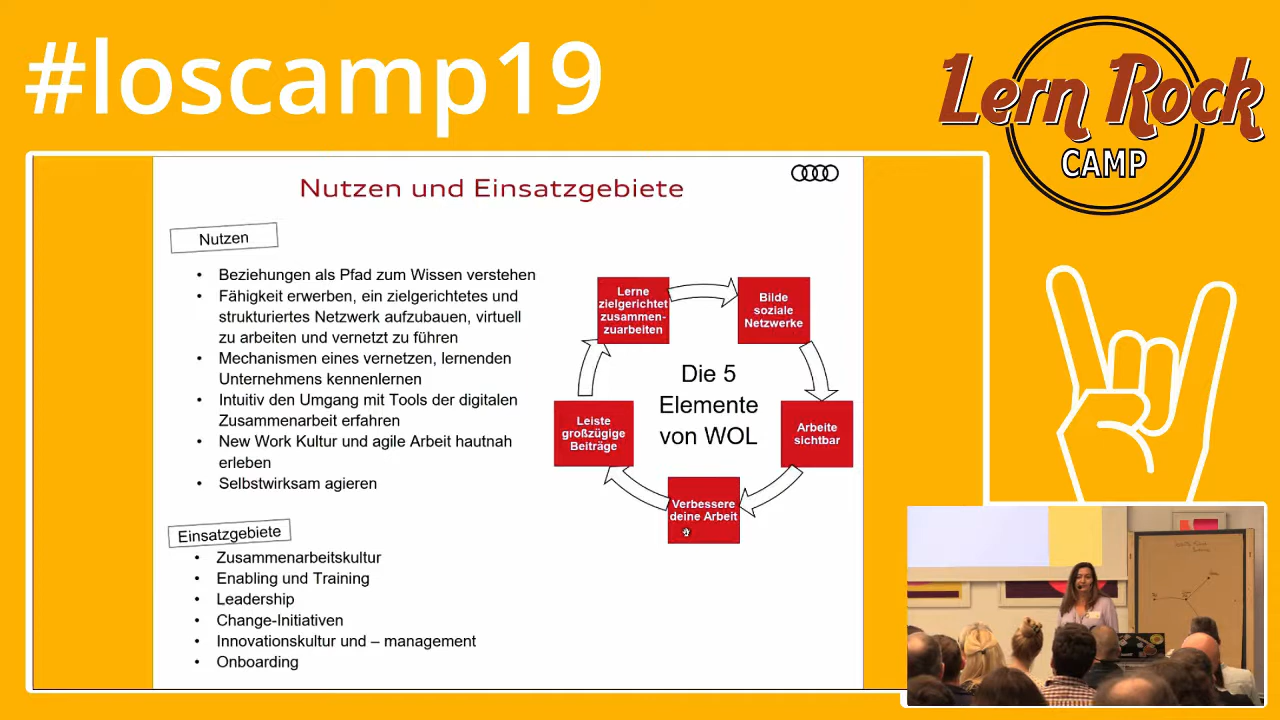 #loscamp19
Lern Rock
CAMP
Nutzen und Einsatzgebiete
Nutzen
• Beziehungen als Pfad zum Wissen verstehen
• Fähigkeit erwerben, ein zielgerichtetes und
strukturiertes Netzwerk aufzubauen, virtuell
zu arbeiten und vernetzt zu führen
• Mechanismen eines vernetzen, lernenden
Unternehmens kennenlernen
• Intuitiv den Umgang mit Tools der digitalen
Zusammenarbeit erfahren
• New Work Kultur und agile Arbeit hautnah
erleben
• Selbstwirksam agieren
Einsatzgebiete
• Zusammenarbeitskultur
• Enabling und Training
• Leadership
• Change-Initiativen
• Innovationskultur und – management
• Onboarding
Lerne
zielgerichtet
zusammen-
zuarbeiten
Bilde
soziale
Netzwerke
Die 5
Elemente
von WOL
Leiste
großzügige
Beiträge
Arbeite
sichtbar
Verbessere
deine Arbeit